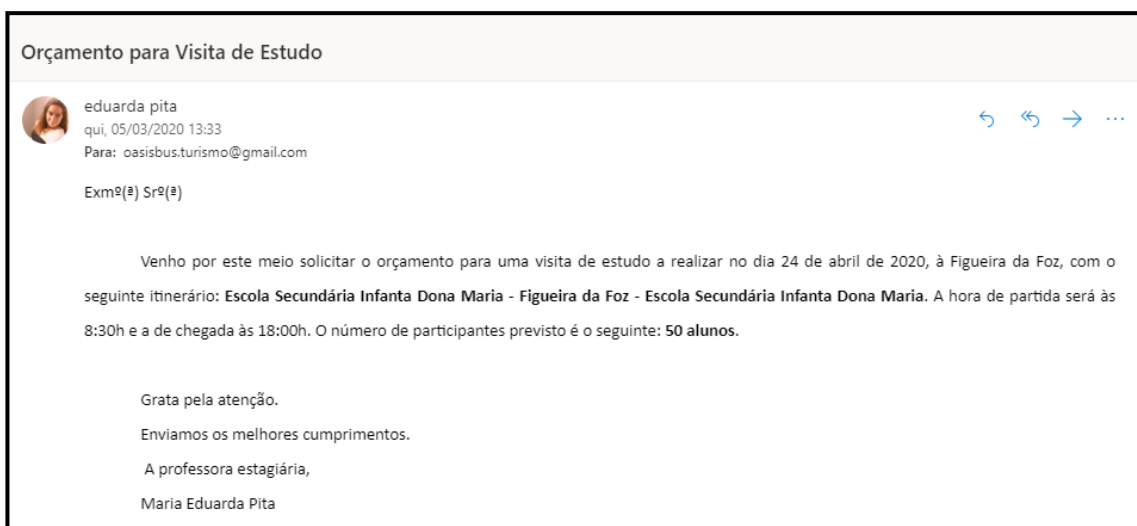 Orçamento para Visita de Estudo
eduarda pita
qui, 05/03/2020 13:33
Para: oasisbus.turismo@gmail.com
Exmº(ª) Srº(ª)
Venho por este meio solicitar o orçamento para uma visita de estudo a realizar no dia 24 de abril de 2020, à Figueira da Foz, com o
seguinte itinerário: Escola Secundária Infanta Dona Maria - Figueira da Foz - Escola Secundária Infanta Dona Maria. A hora de partida será às
8:30h e a de chegada às 18:00h. O número de participantes previsto é o seguinte: 50 alunos.
Grata pela atenção.
Enviamos os melhores cumprimentos.
A professora estagiária,
Maria Eduarda Pita